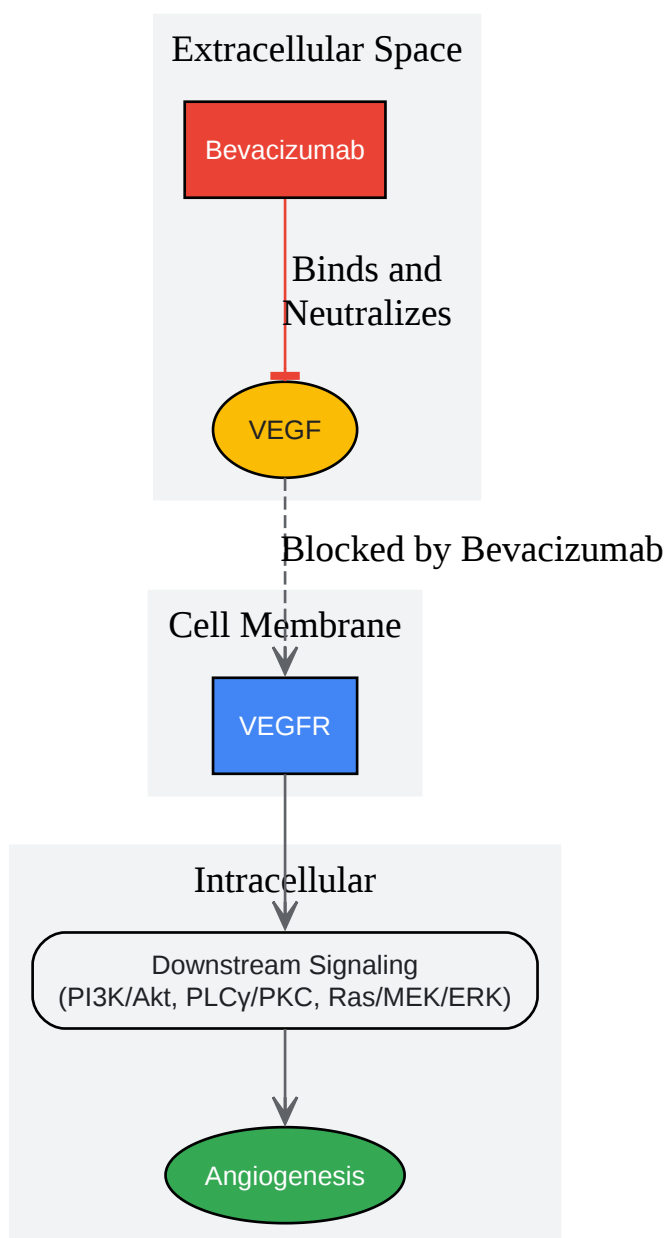 Extracellular Space
Bevacizumab
Binds and
Neutralizes
VEGF
Blocked by Bevacizumab
Cell Membrane
VEGFR
Intracellular
Downstream Signaling
(PI3K/Akt, PLCγ/PKC, Ras/MEK/ERK)
Angiogenesis